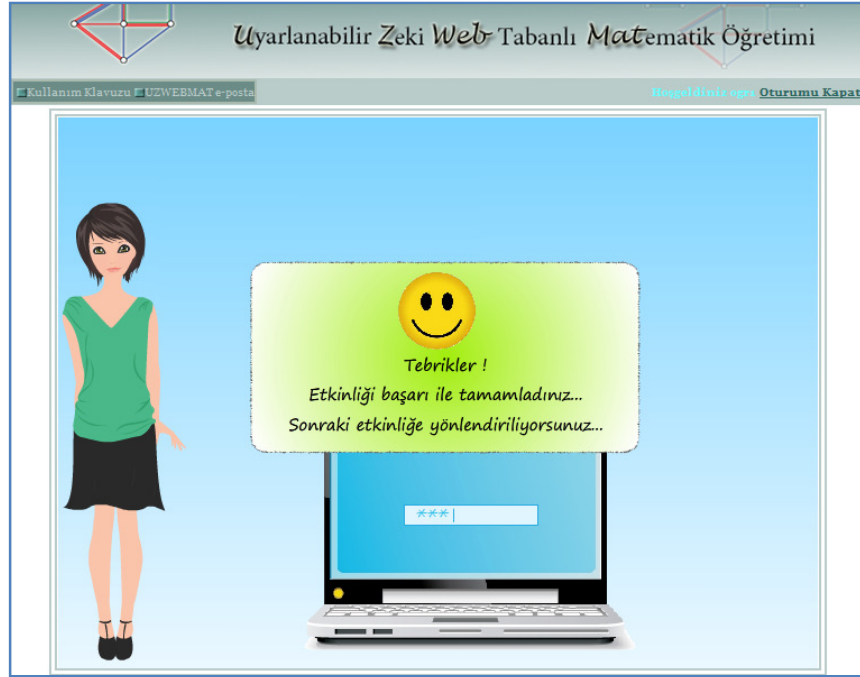 Uyarlanabilir Zeki Web Tabanlı Matematik Öğretimi
Kullanım Klavuzu UZWEBMAT e-posta
Hoşgeldiniz ogr1 Oturumu Kapat
Tebrikler !
Etkinliği başarı ile tamamladınız...
Sonraki etkinliğe yönlendiriliyorsunuz...
***